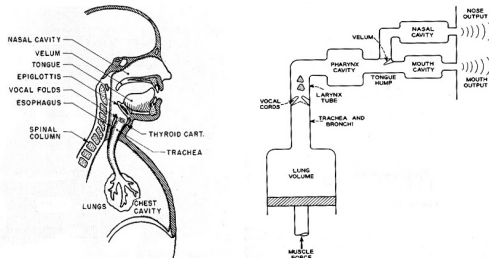 NASAL CAVITY
VELUM
TONGUE
EPIGLOTTIS
VOCAL FOLDS
ESOPHAGUS
SPINAL
COLUMN
THYROID CART.
TRACHEA
LUNGS
CHEST
CAVITY
NOSE
OUTPUT
NASAL
CAVITY
VELUM
PHARYNX
CAVITY
MOUTH
CAVITY
TONGUE
HUMP
MOUTH
OUTPUT
LARYNX
TUBE
VOCAL
CORDS
TRACHEA AND
BRONCHI
LUNG
VOLUME
MUSCLE
FORCE